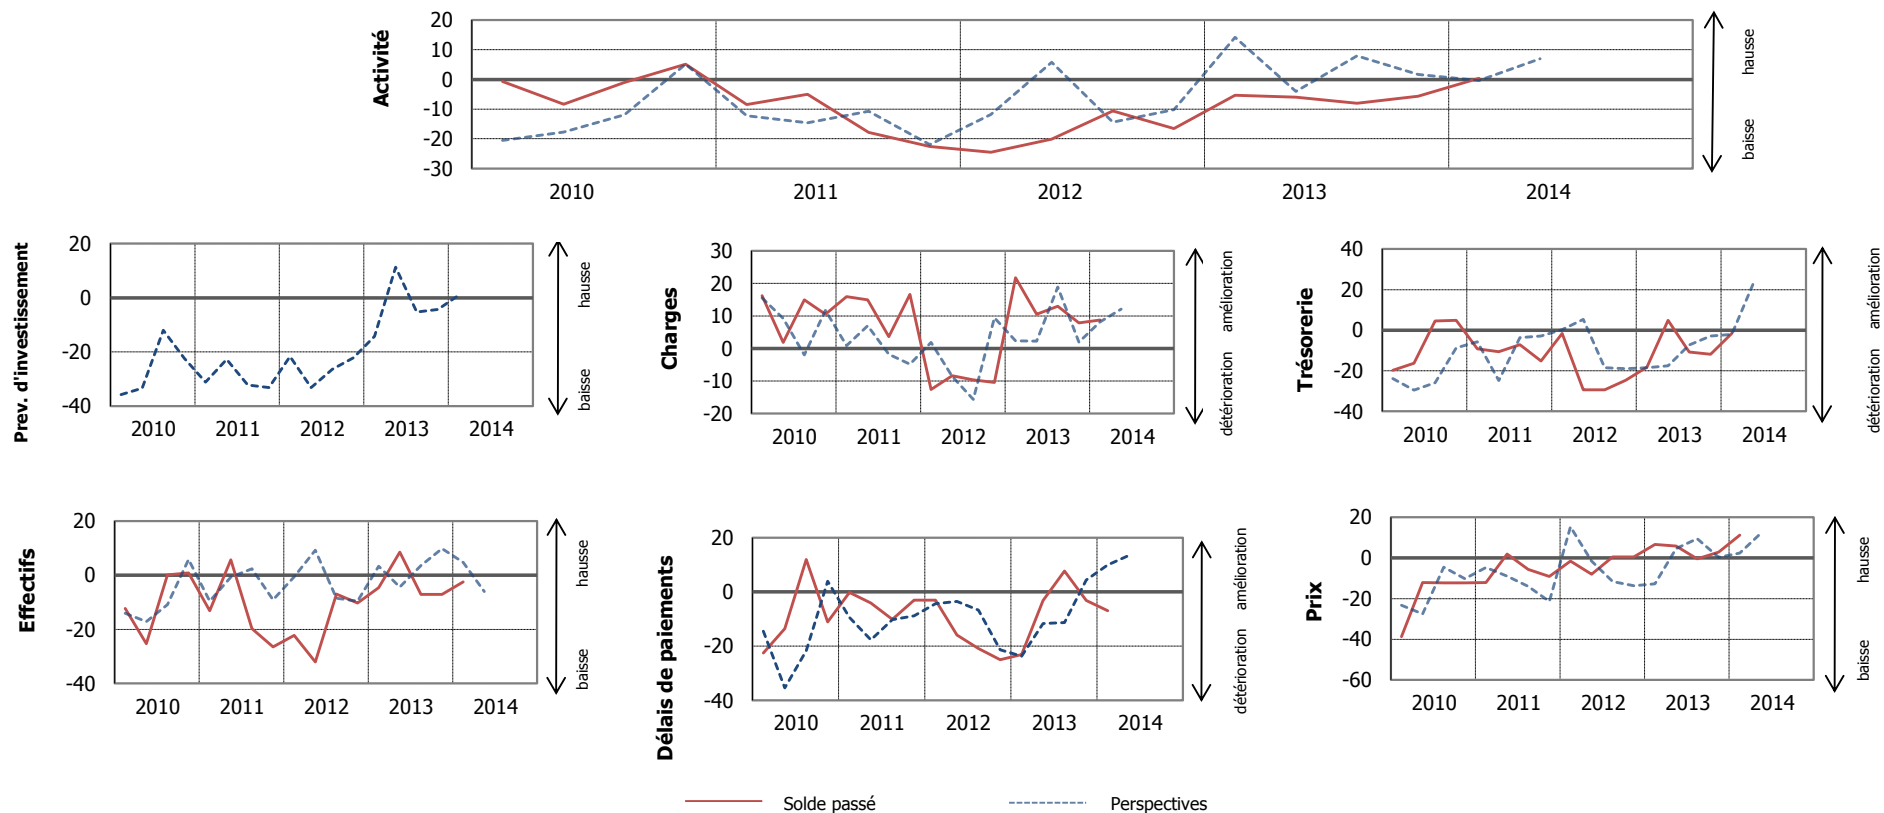 Activité
20
10
0
-10
-20
-30
2010 2011 2012 2013 2014
hausse
baisse
Prev. d'investissement
20
0
-20
-40
2010 2011 2012 2013 2014
hausse
baisse
Charges
30
20
10
0
-10
-20
2010 2011 2012 2013 2014
amélioration
détérioration
Trésorerie
40
20
0
-20
-40
2010 2011 2012 2013 2014
amélioration
détérioration
Effectifs
20
0
-20
-40
2010 2011 2012 2013 2014
hausse
baisse
Délais de paiements
20
0
-20
-40
2010 2011 2012 2013 2014
amélioration
détérioration
Prix
20
0
-20
-40
-60
2010 2011 2012 2013 2014
hausse
baisse
Solde passé Perspectives